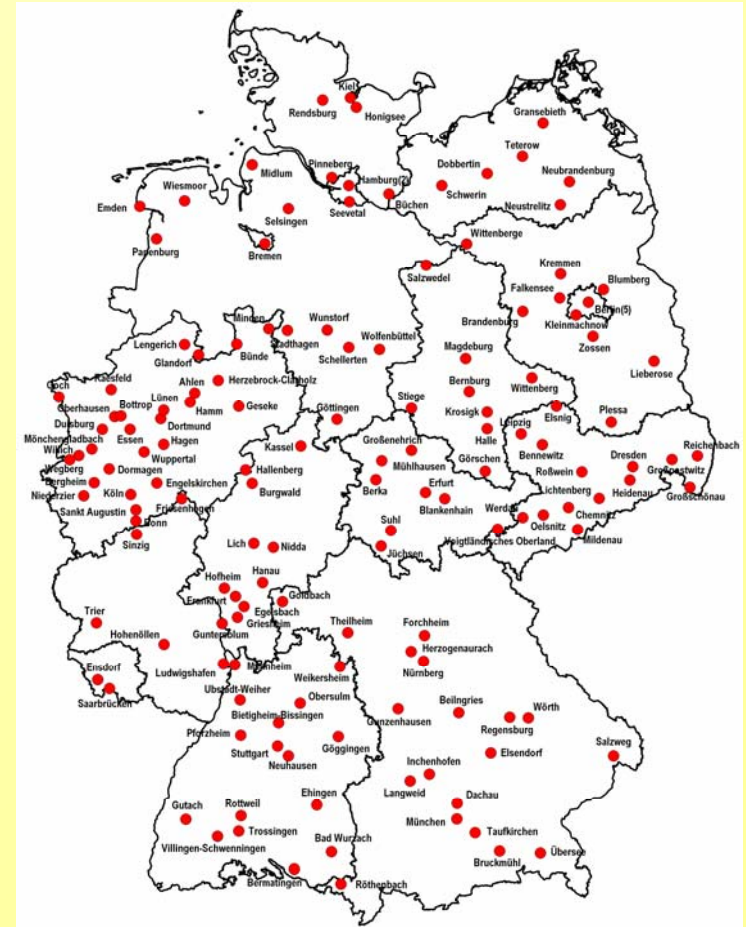 Kiel
Rendsburg
Honigsee
Gransebieth
Teterow
Dobbertin
Neubrandenburg
Schwerin
Neustrelitz
Pinneberg
Hamburg(2)
Büchen
Seevetal
Midlum
Wiesmoor
Emden
Selsingen
Papenburg
Bremen
Wittenberge
Salzwedel
Kremmen
Falkensee
Blumberg
Berlin(5)
Brandenburg
Kleinmachnow
Zossen
Lieberose
Minden
Wunstorf
Stadthagen
Wolfenbüttel
Schellerten
Magdeburg
Lengerich
Bünde
Glandorf
Bernburg
Wittenberg
Goch
Raesfeld
Ahlen
Herzebrock-Clarholz
Oberhausen
Bottrop
Lünen
Hamm
Geseke
Göttingen
Stiege
Krosigk
Elsnig
Plessa
Duisburg
Dortmund
Leipzig
Halle
Mönchengladbach
Essen
Hagen
Kassel
Großenehrich
Bennewitz
Reichenbach
Willich
Wuppertal
Mühlhausen
Görschen
Roßwein
Dresden
Großpostwitz
Wegberg
Dormagen
Hallenberg
Bergheim
Engelskirchen
Burgwald
Berka
Erfurt
Heidenau
Niederzier
Köln
Friesenhagen
Blankenhain
Lichtenberg
Großschönau
Sankt Augustin
Werdau
Chemnitz
Bonn
Suhl
Oelsnitz
Sinzig
Voigtländisches Oberland
Mildenau
Lich
Nidda
Jüchsen
Hanau
Hofheim
Goldbach
Frankfurt
Egelsbach
Trier
Griesheim
Guntersblum
Theilheim
Forchheim
Hohenöllen
Herzogenaurach
Ensdorf
Ludwigshafen
Mannheim
Weikersheim
Nürnberg
Saarbrücken
Ubstadt-Weiher
Obersulm
Beilngries
Wörth
Bietigheim-Bissingen
Gunzenhausen
Regensburg
Pforzheim
Stuttgart
Göggingen
Elsendorf
Salzweg
Neuhausen
Inchenhofen
Langweid
Ehingen
Dachau
Gutach
Rottweil
München
Trossingen
Taufkirchen
Villingen-Schwenningen
Bad Wurzach
Bruckmühl
Übersee
Bermatingen
Röthenbach